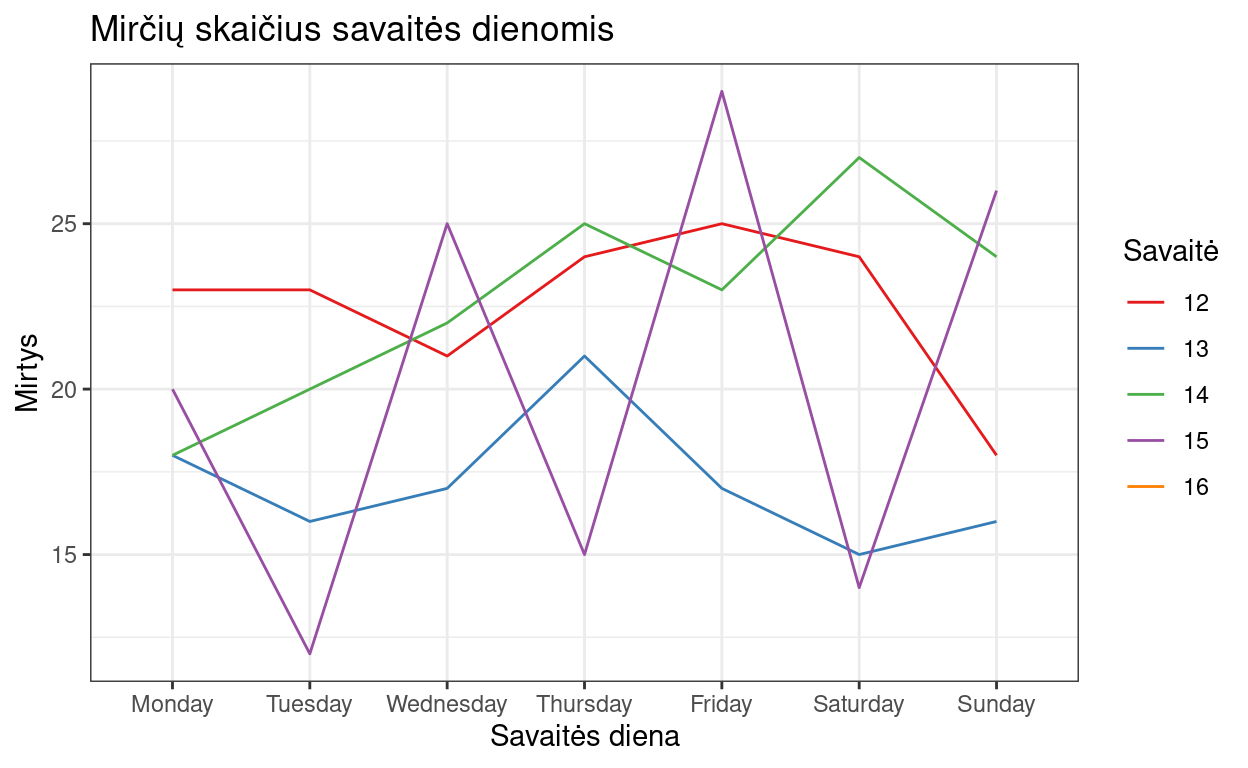 Mirčių skaičius savaitės dienomis
Mirtys
25
20
15
Monday Tuesday Wednesday Thursday Friday Saturday Sunday
Savaitės diena
Savaitė
12
13
14
15
16